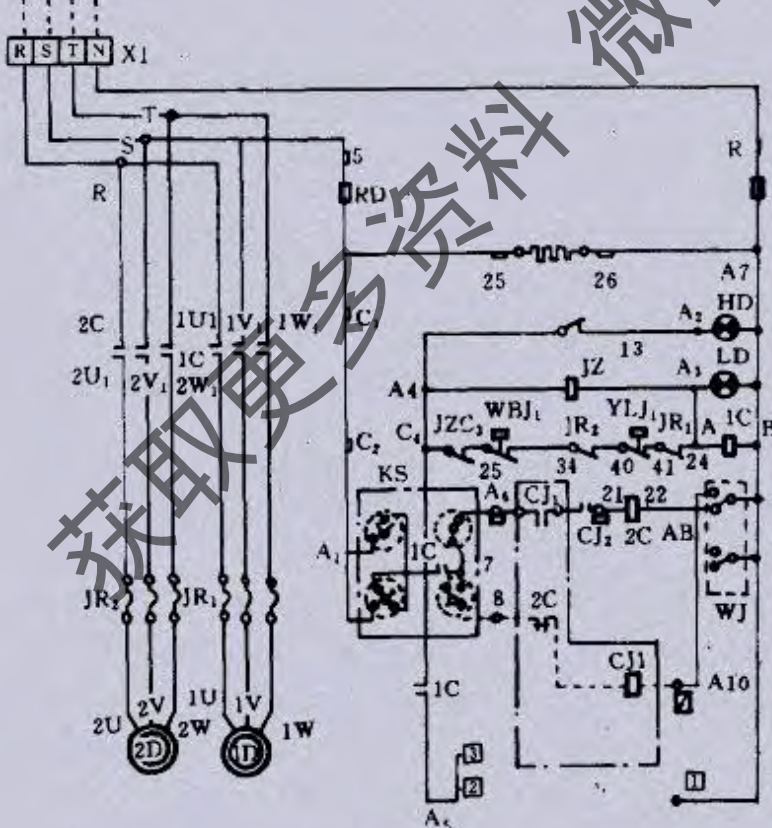 R S T N X1
T
S
R
5
RD
R
25
26
A7
2C
1U1
1V₁
1W₁
C₃
A₂
HD
13
2U₁
2V₁
1C
2W₁
A4
JZ
A₃
LD
C₂
C₄
JZC₃
WBJ₁
JR₂
YLJ₁
JR₁
A
1C
B
25
34
40
41
24
KS
A₆
CJ₁
21
22
A₁
1C
7
CJ₂
2C
AB
JR₂
JR₁
8
2C
WJ
1C
CJ1
A10
2U
2V
2W
1U
1V
1W
2D
1D
3
2
1
A₅
获取更多资料 微